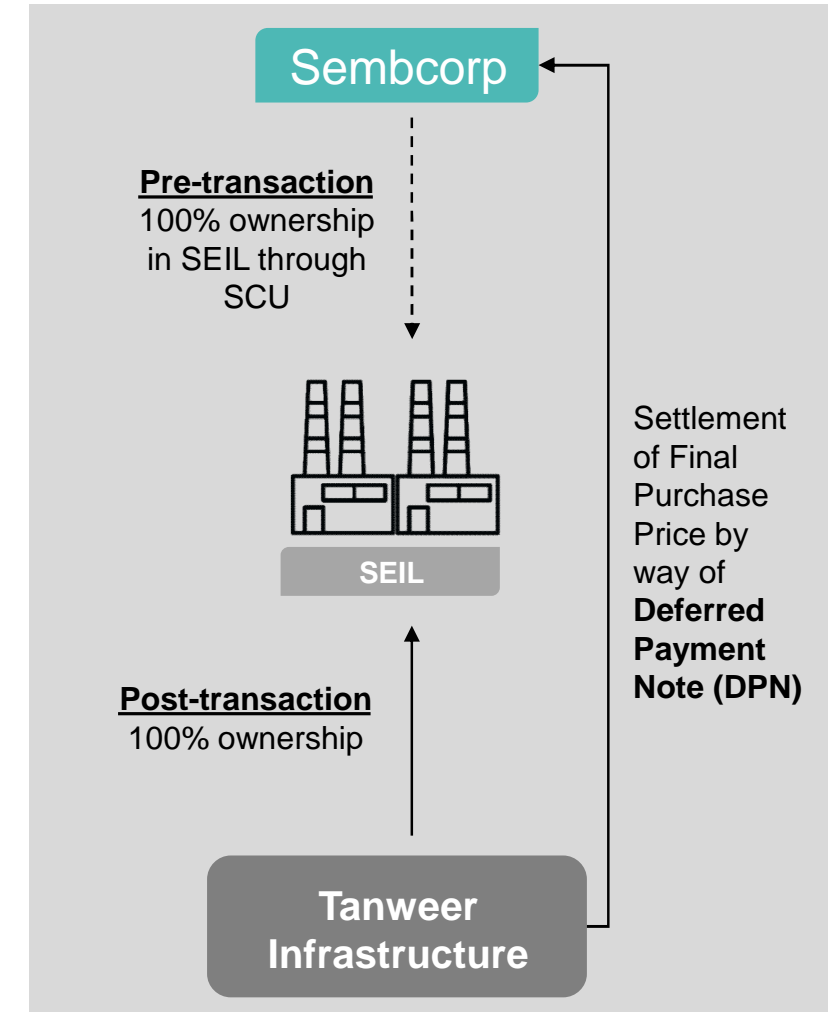 Sembcorp
Pre-transaction
100% ownership
in SEIL through
SCU
SEIL
Settlement
of Final
Purchase
Price by
way of
Deferred
Payment
Note (DPN)
Post-transaction
100% ownership
Tanweer
Infrastructure